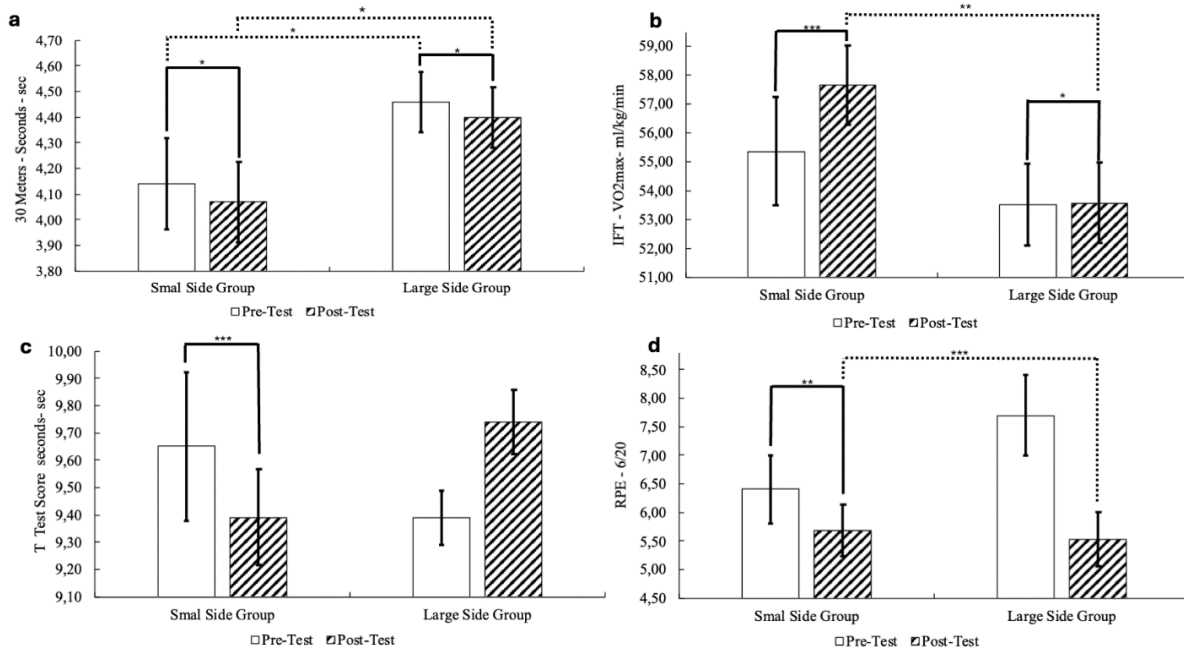 a
*
*
*
*
4,70
4,60
4,50
4,40
4,30
4,20
4,10
4,00
3,90
3,80
30 Meters - Seconds - sec
Smal Side Group
Large Side Group
Pre-Test
Post-Test
b
**
***
*
59,00
58,00
57,00
56,00
55,00
54,00
53,00
52,00
51,00
IFT - VO2max- ml/kg/min
Small Side Group
Large Side Group
Pre-Test
Post-Test
c
***
10,00
9,90
9,80
9,70
9,60
9,50
9,40
9,30
9,20
9,10
T Test Score seconds- sec
Smal Side Group
Large Side Group
Pre-Test
Post-Test
d
***
**
8,50
7,50
6,50
6,00
5,50
5,00
4,50
RPE - 6/20
Small Side Group
Large Side Group
Pre-Test
Post-Test